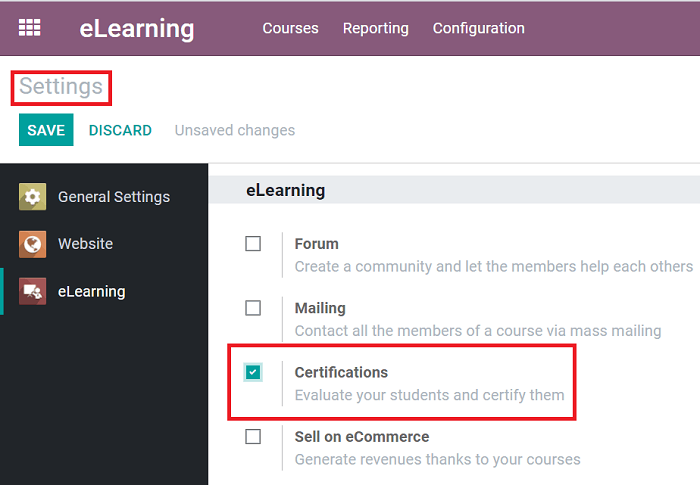 eLearning Courses Reporting Configuration
Settings
SAVE DISCARD Unsaved changes
General Settings
Website
eLearning
eLearning
Forum
Create a community and let the members help each others
Mailing
Contact all the members of a course via mass mailing
Certifications
Evaluate your students and certify them
Sell on eCommerce
Generate revenues thanks to your courses